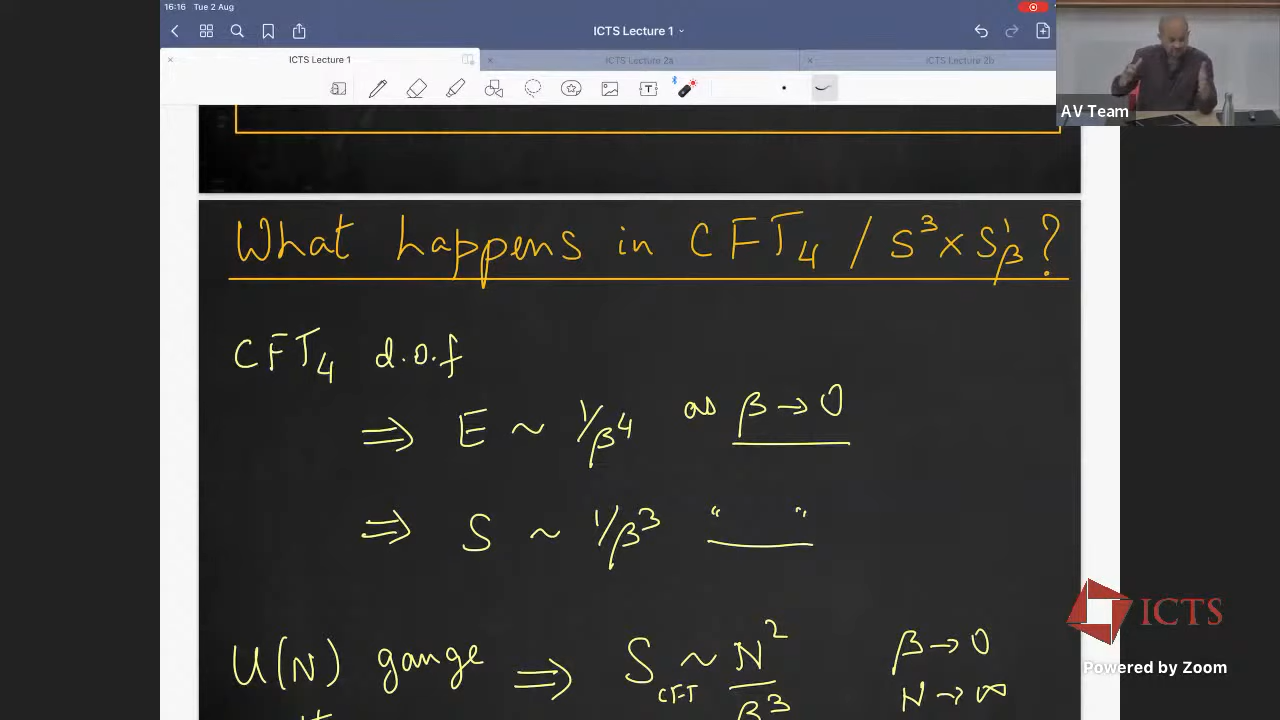 16:16 Tue 2 Aug
ICTS Lecture 1
ICTS Lecture 1
ICTS Lecture 2a
ICTS Lecture 2b
AV Team
What happens in CFT₄ / S³ × S¹β ?
CFT₄ d.o.f
⇒ E ~ 1/β⁴ as β → 0
⇒ S ~ 1/β³ " "
U(N) gauge ⇒ S_CFT ~ N²/β³ β → 0
N → ∞
ICTS
Powered by Zoom